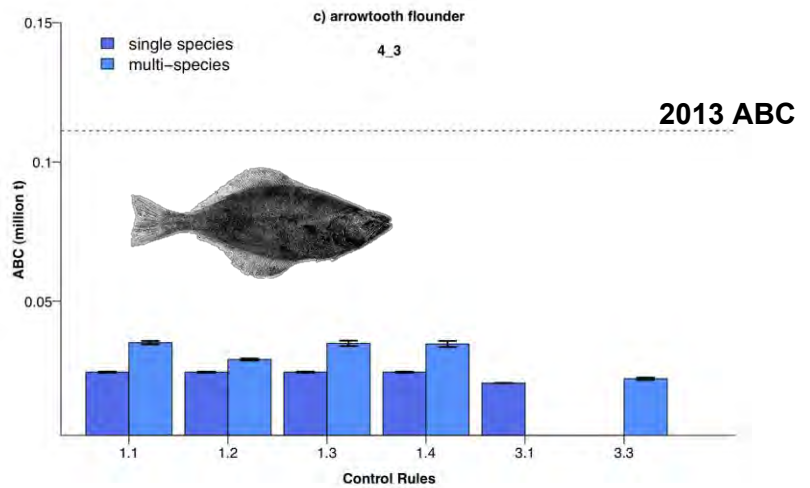 c) arrowtooth flounder
4_3
single species
multi−species
2013 ABC
ABC (million t)
0.15
0.1
0.05
1.1 1.2 1.3 1.4 3.1 3.3
Control Rules